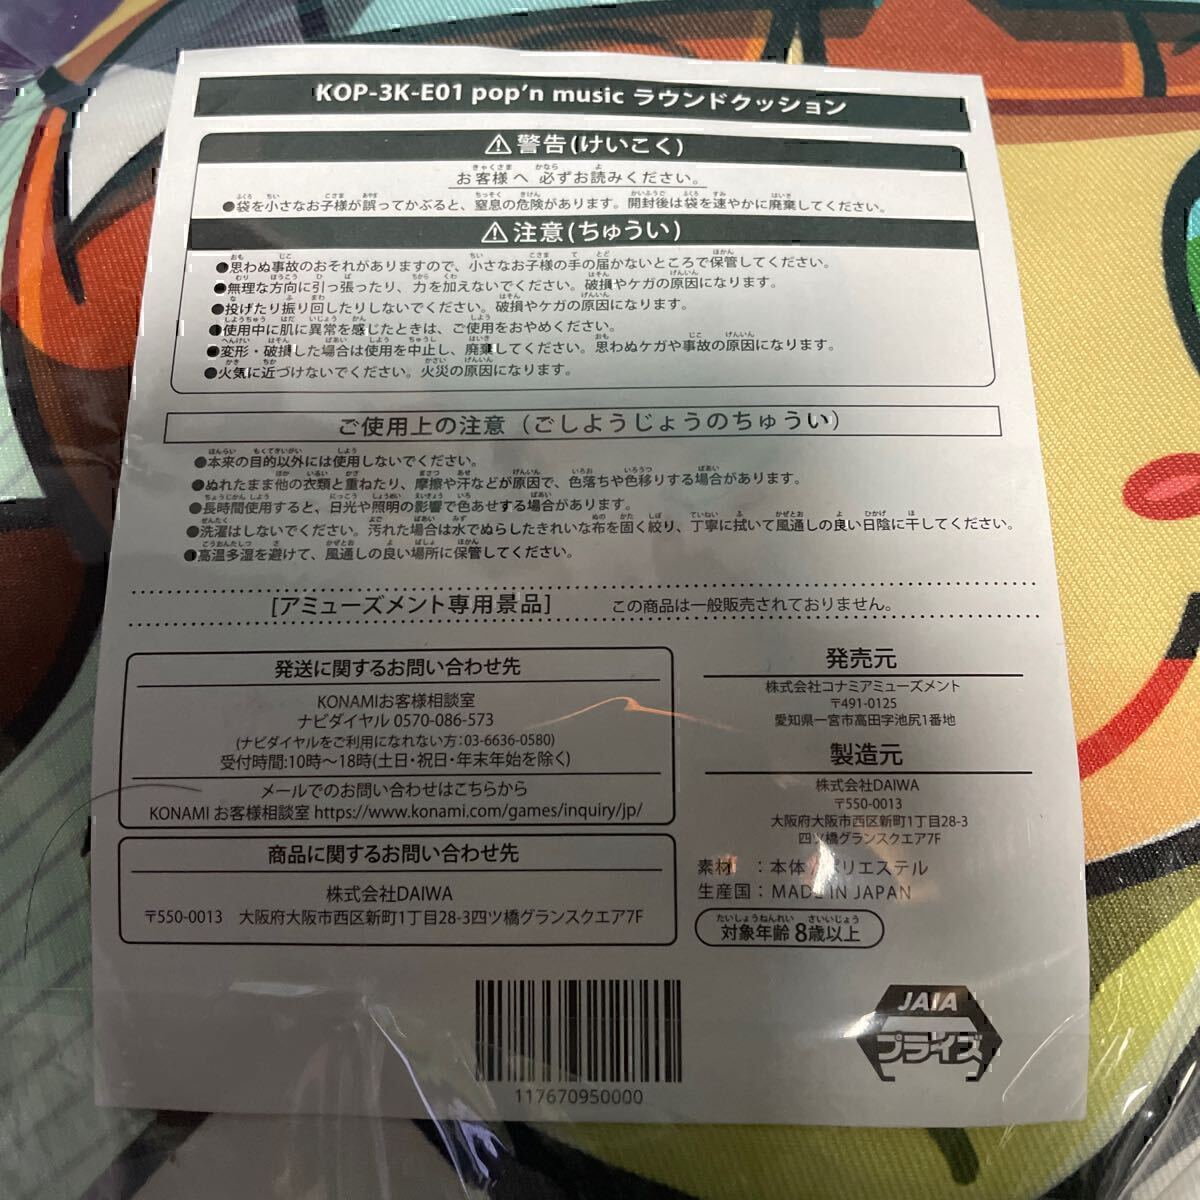 KOP-3K-E01 pop'n music ラウンドクッション
⚠警告(けいこく)
お客様へ 必ずお読みください。
●袋を小さなお子様が誤ってかぶると、窒息の危険があります。開封後は袋を速やかに廃棄してください。
⚠注意(ちゅうい)
●思わぬ事故のおそれがありますので、小さなお子様の手の届かないところで保管してください。
●無理な方向に引っ張ったり、力を加えないでください。破損やケガの原因になります。
●投げたり振り回したりしないでください。破損やケガの原因になります。
●使用中に肌に異常を感じたときは、ご使用をおやめください。
●変形・破損した場合は使用を中止し、廃棄してください。思わぬケガや事故の原因になります。
●火気に近づけないでください。火災の原因になります。
ご使用上の注意（ごしようじょうのちゅうい）
●本来の目的以外には使用しないでください。
●ぬれたまま他の衣類と重ねたり、摩擦や汗などが原因で、色落ちや色移りする場合があります。
●長時間使用すると、日光や照明の影響で色あせする場合があります。
●洗濯はしないでください。汚れた場合は水でぬらしたきれいな布を固く絞り、丁寧に拭いて風通しの良い日陰に干してください。
●高温多湿を避けて、風通しの良い場所に保管してください。
[アミューズメント専用景品] この商品は一般販売されておりません。
発送に関するお問い合わせ先
KONAMIお客様相談室
ナビダイヤル 0570-086-573
(ナビダイヤルをご利用になれない方:03-6636-0580)
受付時間:10時～18時(土日・祝日・年末年始を除く)
メールでのお問い合わせはこちらから
KONAMI お客様相談室 https://www.konami.com/games/inquiry/jp/
商品に関するお問い合わせ先
株式会社DAIWA
〒550-0013 大阪府大阪市西区新町1丁目28-3四ツ橋グランスクエア7F
発売元
株式会社コナミアミューズメント
〒491-0125
愛知県一宮市高田字池尻1番地
製造元
株式会社DAIWA
〒550-0013
大阪府大阪市西区新町1丁目28-3
四ツ橋グランスクエア7F
素材 :本体/ポリエステル
生産国:MADE IN JAPAN
対象年齢 8歳以上
JAIA
プライズ
117670950000